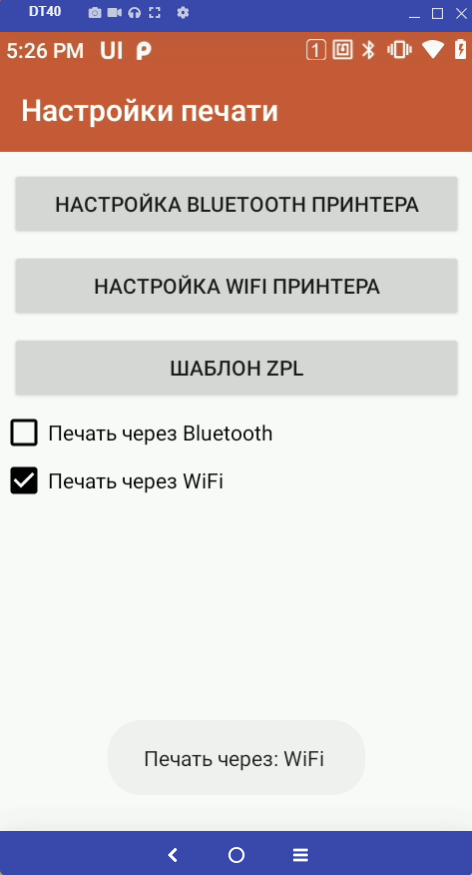 DT40
5:26 PM UI P 1
Настройки печати
НАСТРОЙКА BLUETOOTH ПРИНТЕРА
НАСТРОЙКА WIFI ПРИНТЕРА
ШАБЛОН ZPL
Печать через Bluetooth
Печать через WiFi
Печать через: WiFi